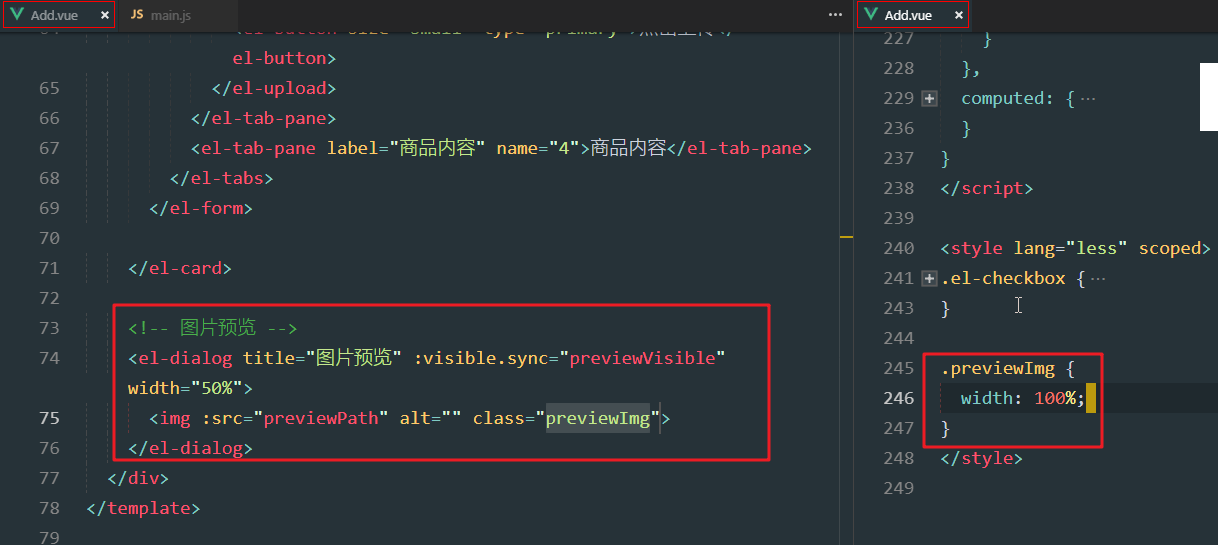 Add.vue ×
JS main.js
...
el-button>
65 </el-upload>
66 </el-tab-pane>
67 <el-tab-pane label="商品内容" name="4">商品内容</el-tab-pane>
68 </el-tabs>
69 </el-form>
70
71 </el-card>
72
73 <!-- 图片预览 -->
74 <el-dialog title="图片预览" :visible.sync="previewVisible"
width="50%">
75 <img :src="previewPath" alt="" class="previewImg">
76 </el-dialog>
77 </div>
78 </template>
79
Add.vue ×
227 }
228 },
229 computed: { ...
236 }
237 }
238 </script>
239
240 <style lang="less" scoped>
241 .el-checkbox { ...
243 }
244
245 .previewImg {
246 width: 100%;
247 }
248 </style>
249